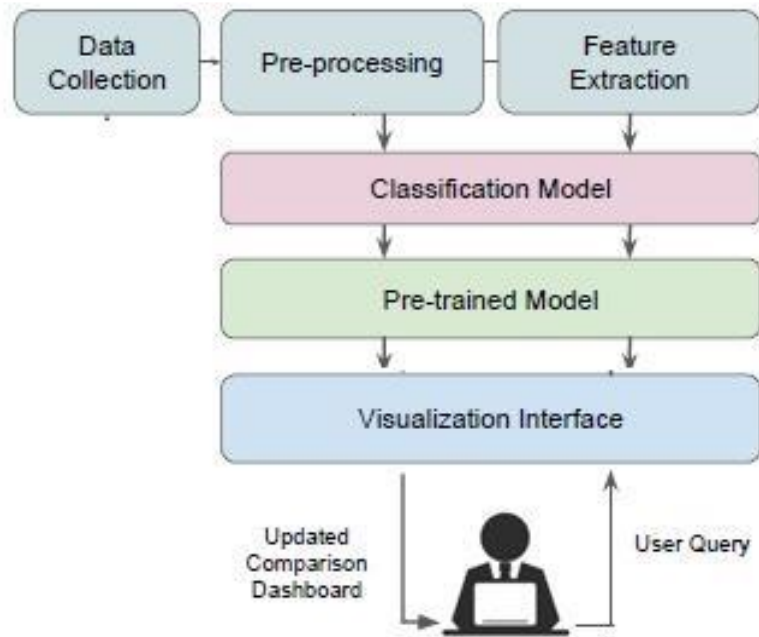 Data
Collection
Pre-processing
Feature
Extraction
Classification Model
Pre-trained Model
Visualization Interface
Updated
Comparison
Dashboard
User Query